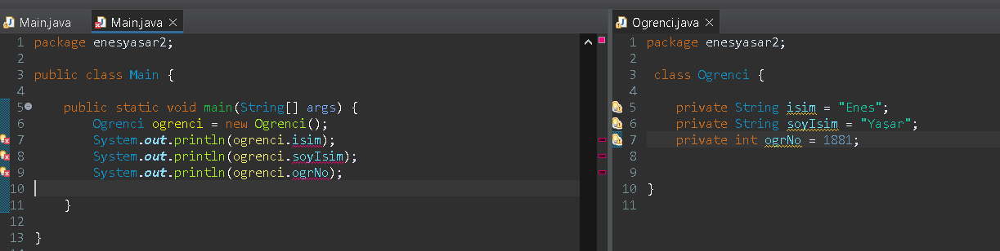 Main.java
Main.java
1 package enesyasar2;
2
3 public class Main {
4
5 public static void main(String[] args) {
6 Ogrenci ogrenci = new Ogrenci();
7 System.out.println(ogrenci.isim);
8 System.out.println(ogrenci.soyIsim);
9 System.out.println(ogrenci.ogrNo);
10
11 }
12
13 }
Ogrenci.java
1 package enesyasar2;
2
3 class Ogrenci {
4
5 private String isim = "Enes";
6 private String soyIsim = "Yaşar";
7 private int ogrNo = 1881;
8
9
10 }
11